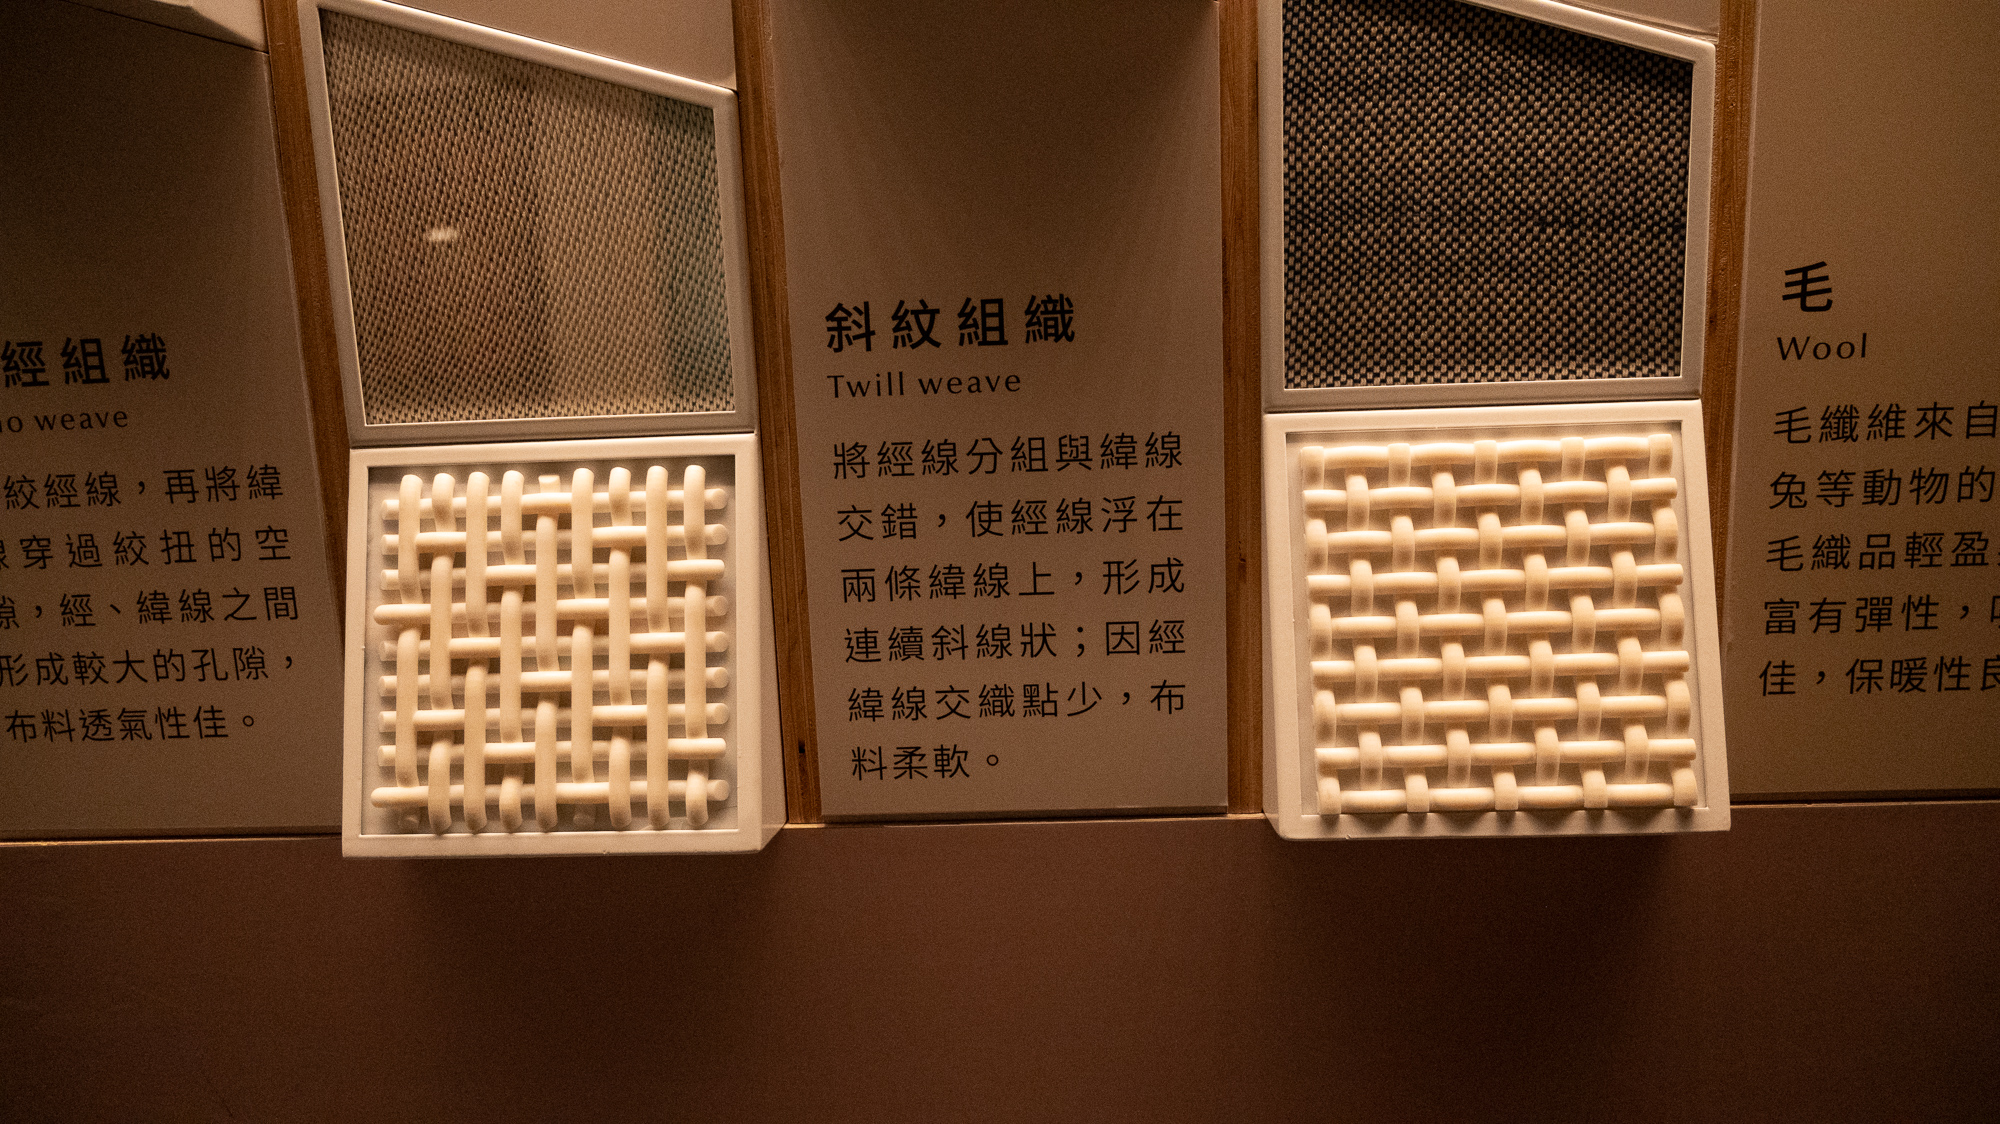 經組織
no weave
絞經線，再將緯
線穿過絞扭的空
隙，經、緯線之間
形成較大的孔隙，
布料透氣性佳。
斜紋組織
Twill weave
將經線分組與緯線
交錯，使經線浮在
兩條緯線上，形成
連續斜線狀；因經
緯線交織點少，布
料柔軟。
毛
Wool
毛纖維來自
兔等動物的
毛織品輕盈
富有彈性，
佳，保暖性良